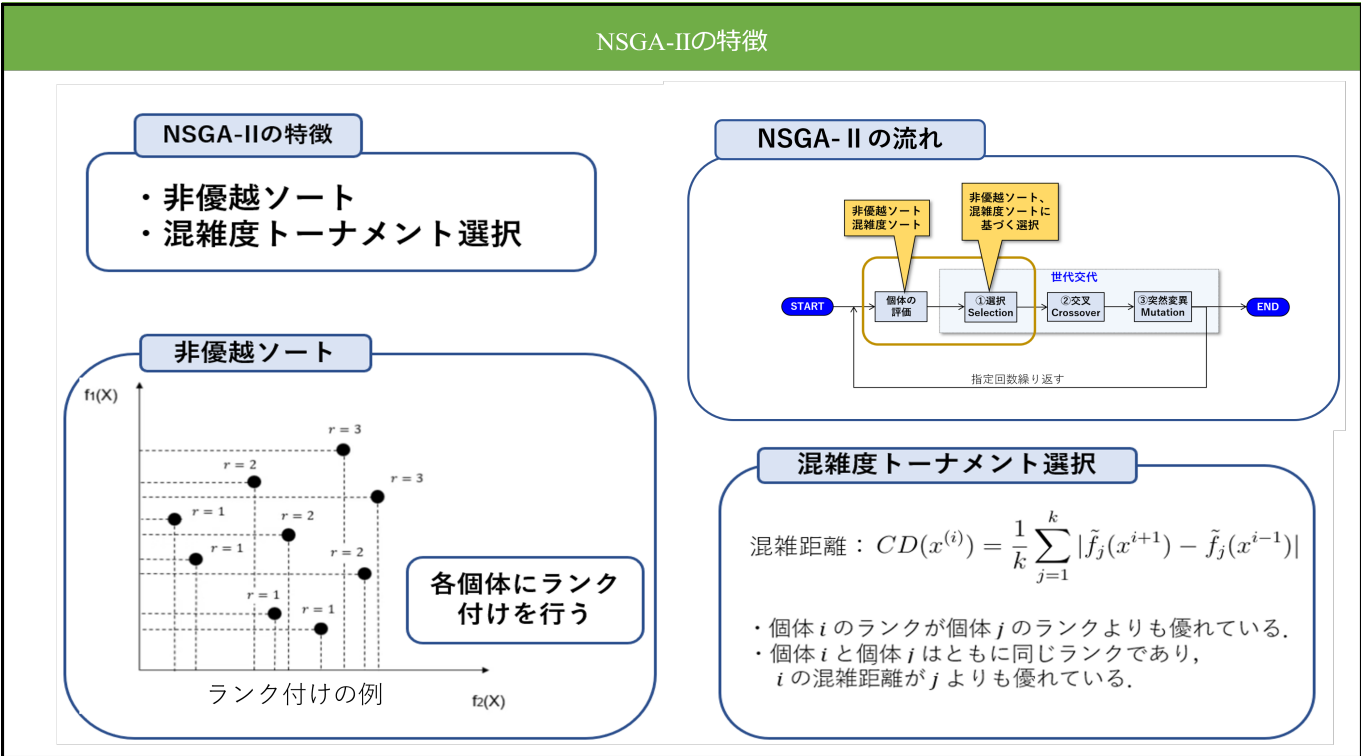 NSGA-IIの特徴
NSGA-IIの特徴
・非優越ソート
・混雑度トーナメント選択
NSGA-Ⅱの流れ
非優越ソート
混雑度ソート
非優越ソート、
混雑度ソートに
基づく選択
世代交代
START
個体の
評価
①選択
Selection
②交叉
Crossover
③突然変異
Mutation
END
指定回数繰り返す
非優越ソート
f₁(X)
r = 3
r = 2
r = 3
r = 1
r = 2
r = 1
r = 2
r = 1
r = 1
各個体にランク
付けを行う
ランク付けの例
f₂(X)
混雑度トーナメント選択
混雑距離： CD(x^{(i)}) = \frac{1}{k} \sum_{j=1}^{k} |\tilde{f}_j(x^{i+1}) − \tilde{f}_j(x^{i−1})|
・個体 i のランクが個体 j のランクよりも優れている.
・個体 i と個体 j はともに同じランクであり,
i の混雑距離が j よりも優れている.